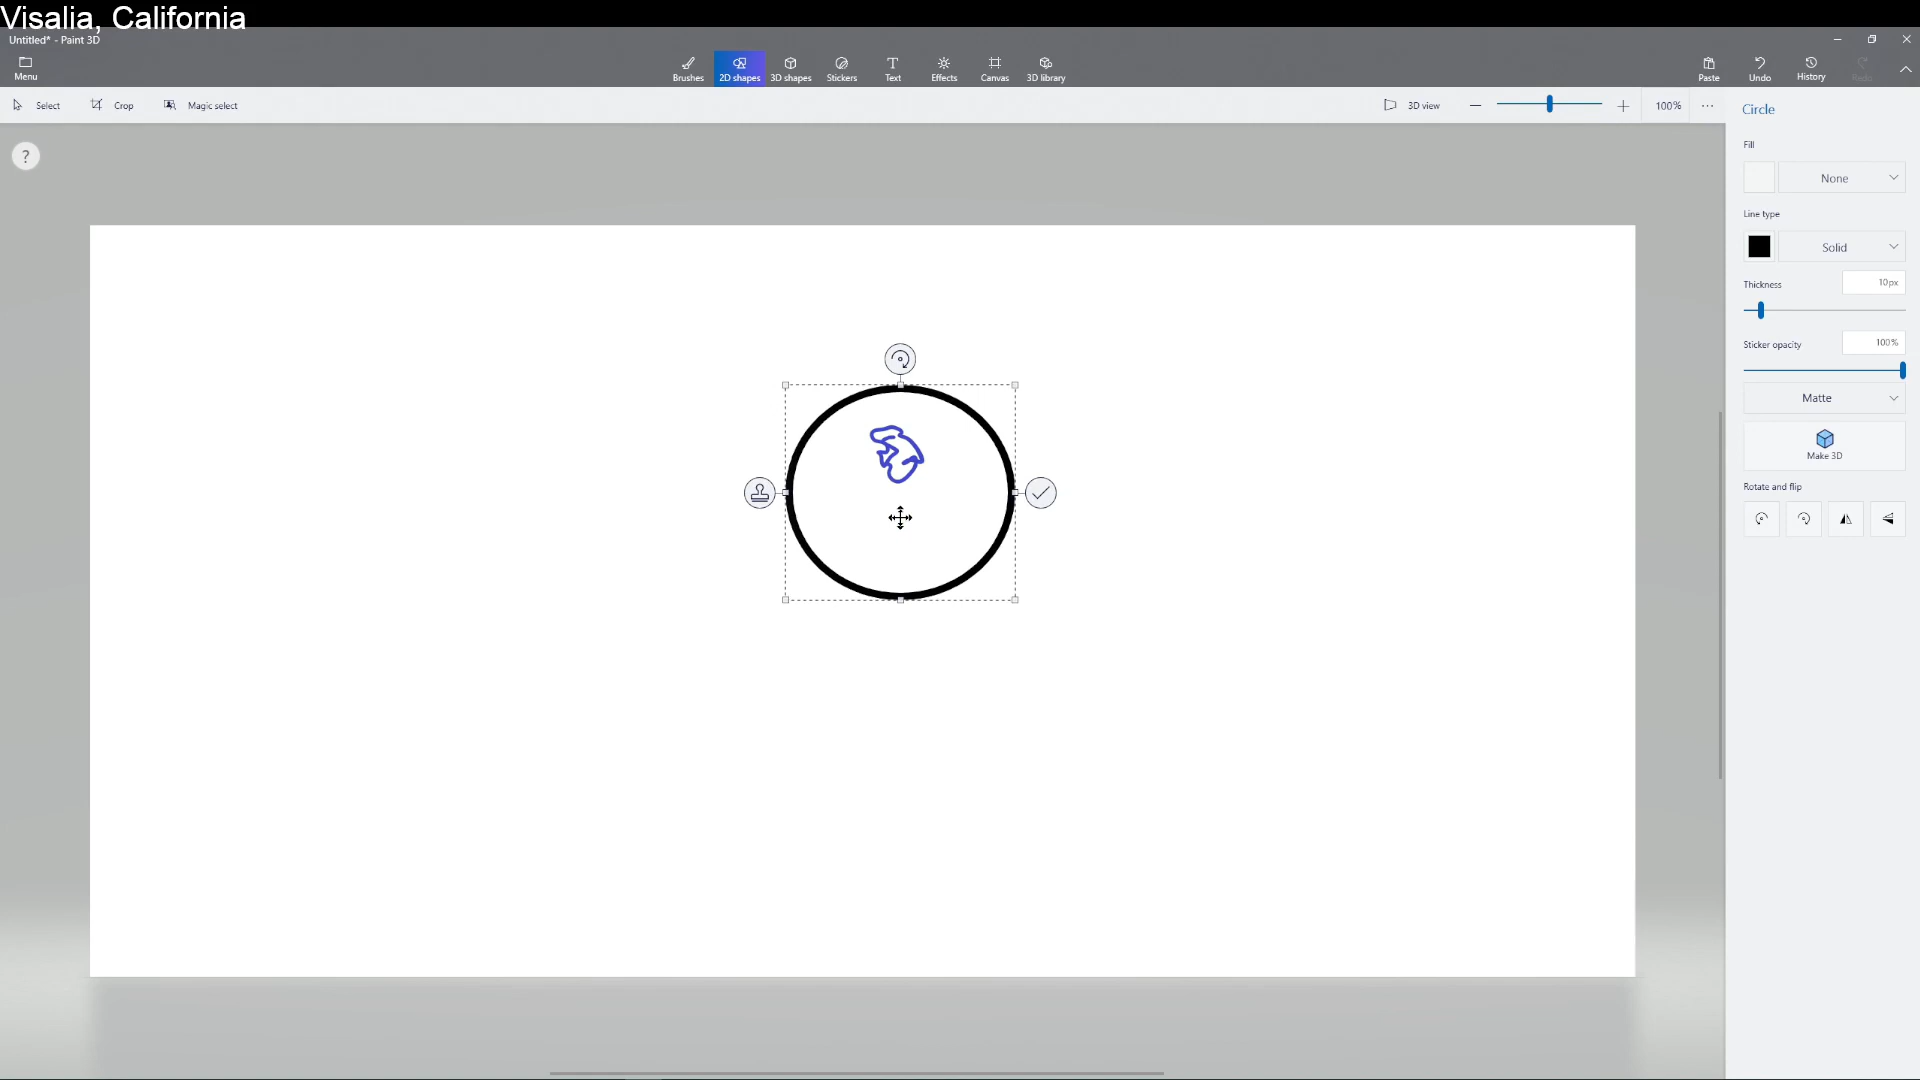 Visalia, California
Untitled* - Paint 3D
Menu
Brushes
2D shapes
3D shapes
Stickers
Text
Effects
Canvas
3D library
Paste
Undo
History
Redo
Select
Crop
Magic select
3D view
100%
Circle
?
Fill
None
Line type
Solid
Thickness
10px
Sticker opacity
100%
Matte
Make 3D
Rotate and flip